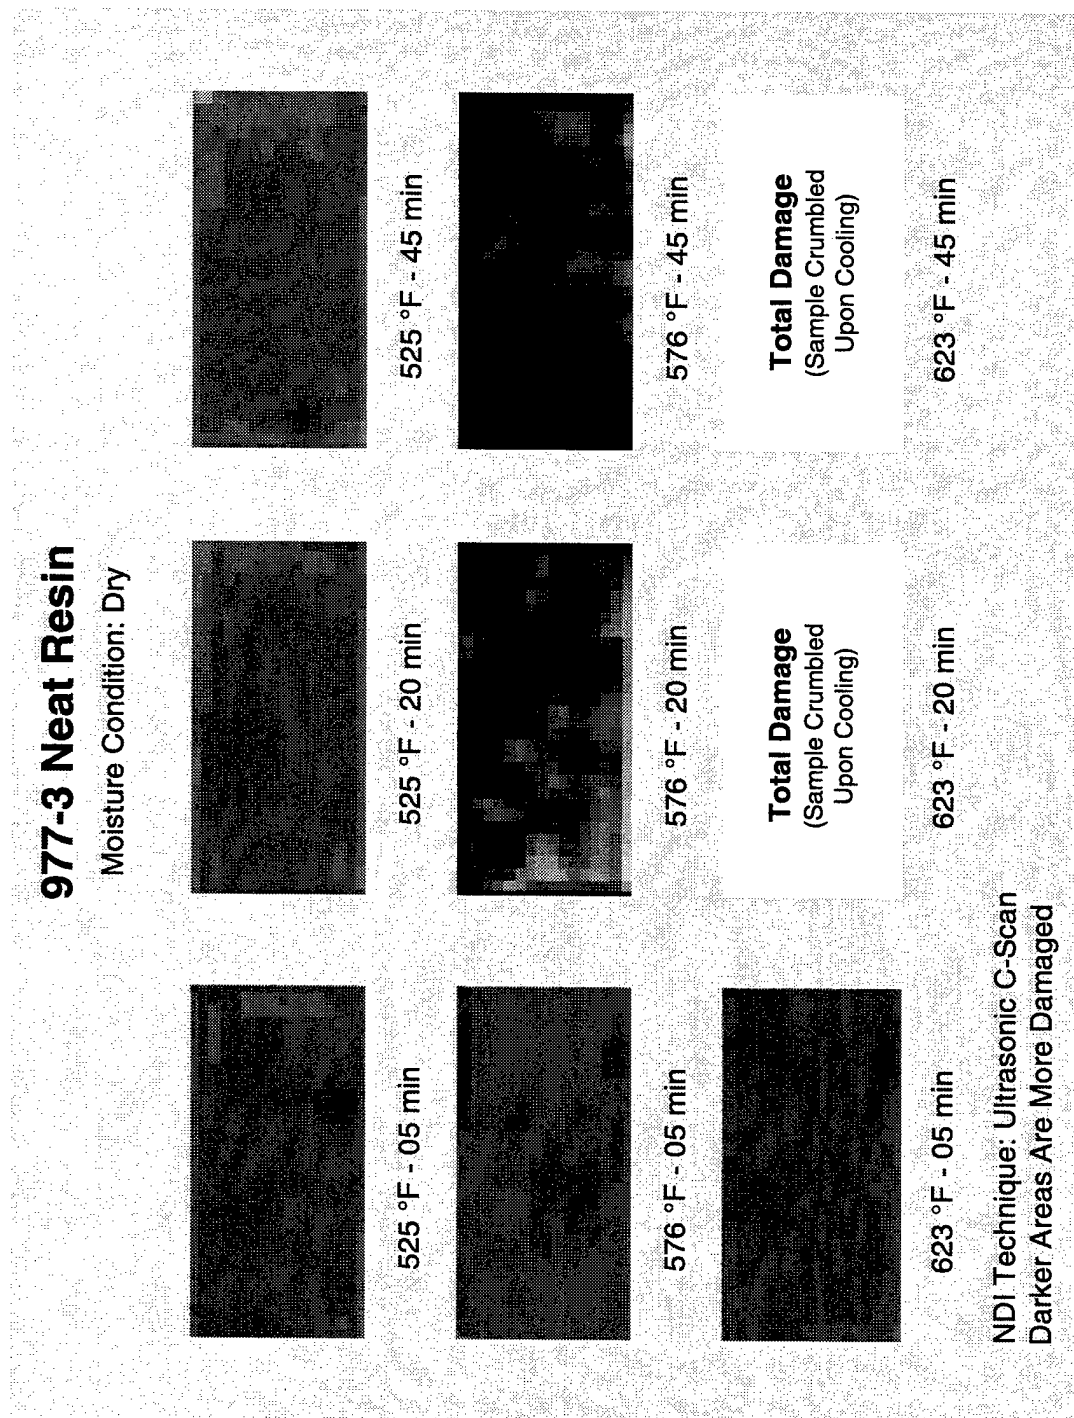 977-3 Neat Resin
Moisture Condition: Dry
525 °F - 05 min
525 °F - 20 min
525 °F - 45 min
576 °F - 05 min
576 °F - 20 min
576 °F - 45 min
Total Damage
(Sample Crumbled
Upon Cooling)
Total Damage
(Sample Crumbled
Upon Cooling)
623 °F - 05 min
623 °F - 20 min
623 °F - 45 min
NDI Technique: Ultrasonic C-Scan
Darker Areas Are More Damaged